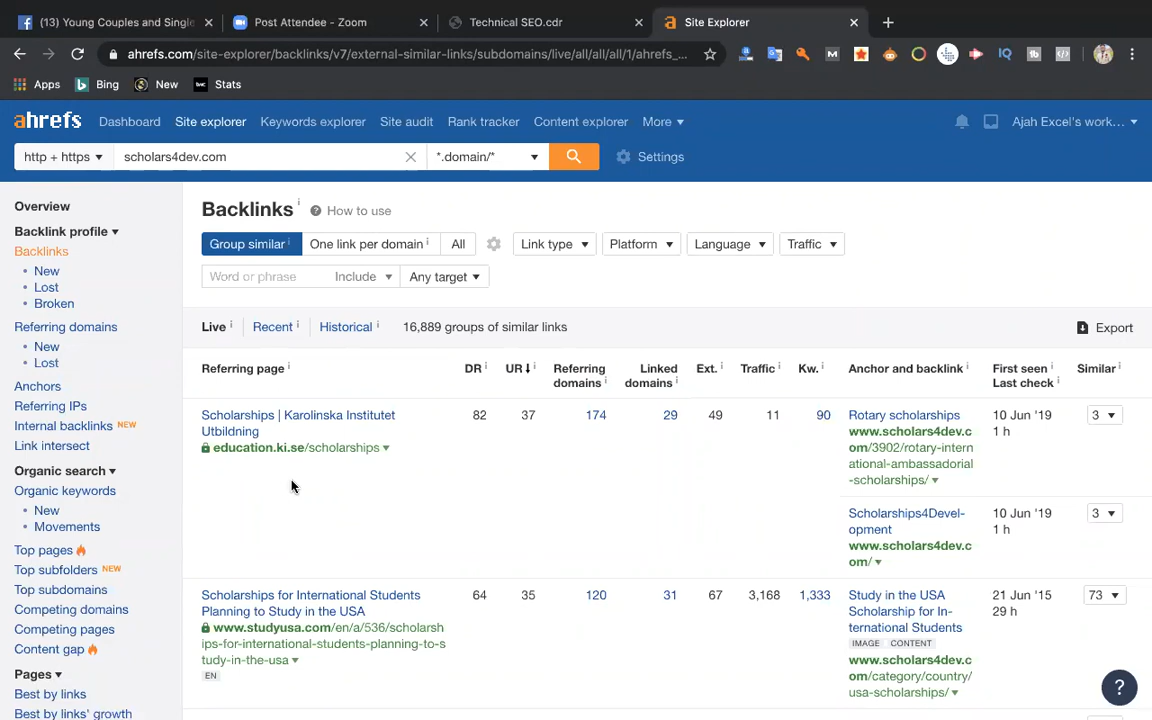 (13) Young Couples and Single
Post Attendee - Zoom
Technical SEO.cdr
Site Explorer
ahrefs.com/site-explorer/backlinks/v7/external-similar-links/subdomains/live/all/all/all/1/ahrefs_...
Apps
Bing
New
Stats
ahrefs Dashboard Site explorer Keywords explorer Site audit Rank tracker Content explorer More Ajah Excel's work...
http + https scholars4dev.com *.domain/* Settings
Overview
Backlink profile
Backlinks
New
Lost
Broken
Referring domains
New
Lost
Anchors
Referring IPs
Internal backlinks NEW
Link intersect
Organic search
Organic keywords
New
Movements
Top pages
Top subfolders NEW
Top subdomains
Competing domains
Competing pages
Content gap
Pages
Best by links
Best by links' growth
Backlinks i ? How to use
Group similar i One link per domain i All Link type Platform Language Traffic
Word or phrase Include Any target
Live i Recent i Historical i 16,889 groups of similar links Export
Referring page i DR i UR i Referring domains i Linked domains i Ext. i Traffic i Kw. i Anchor and backlink i First seen Last check i Similar i
Scholarships | Karolinska Institutet
Utbildning
education.ki.se/scholarships
82 37 174 29 49 11 90
Rotary scholarships
www.scholars4dev.c
om/3902/rotary-intern
ational-ambassadorial
-scholarships/
10 Jun '19
1 h
3
Scholarships4Devel-
opment
www.scholars4dev.c
om/
10 Jun '19
1 h
3
Scholarships for International Students
Planning to Study in the USA
www.studyusa.com/en/a/536/scholarsh
ips-for-international-students-planning-to-s
tudy-in-the-usa
EN
64 35 120 31 67 3,168 1,333
Study in the USA
Scholarship for In-
ternational Students
IMAGE CONTENT
www.scholars4dev.c
om/category/country/
usa-scholarships/
21 Jun '15
29 h
73
?